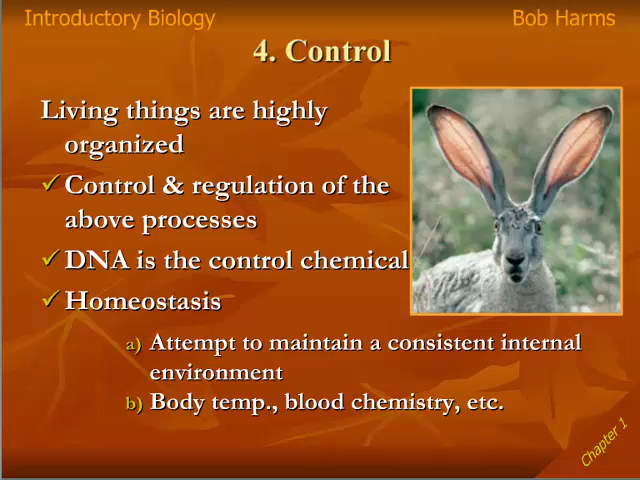 Introductory Biology
Bob Harms
4. Control
Living things are highly
organized
Control & regulation of the
above processes
DNA is the control chemical
Homeostasis
a) Attempt to maintain a consistent internal
environment
b) Body temp., blood chemistry, etc.
Chapter 1